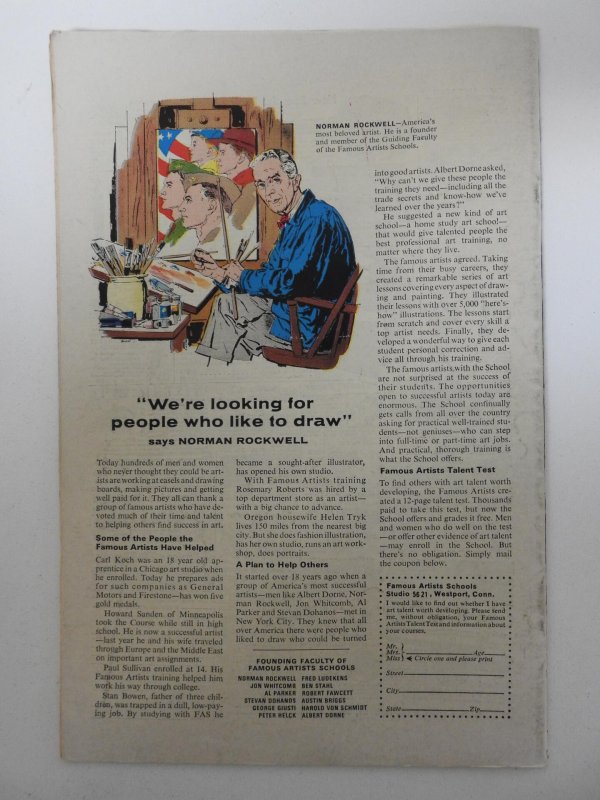 NORMAN ROCKWELL—America's
most beloved artist. He is a founder
and member of the Guiding Faculty
of the Famous Artists Schools.
"We're looking for
people who like to draw"
says NORMAN ROCKWELL
Today hundreds of men and women
who never thought they could be art-
ists are working at easels and drawing
boards, making pictures and getting
well paid for it. They all can thank a
group of famous artists who have de-
voted much of their time and talent
to helping others find success in art.
Some of the People the
Famous Artists Have Helped
Carl Koch was an 18 year old ap-
prentice in a Chicago art studio when
he enrolled. Today he prepares ads
for such companies as General
Motors and Firestone—has won five
gold medals.
Howard Sanden of Minneapolis
took the Course while still in high
school. He is now a successful artist
—last year he and his wife traveled
through Europe and the Middle East
on important art assignments.
Paul Sullivan enrolled at 14. His
Famous Artists training helped him
work his way through college.
Stan Bowen, father of three chil-
dren, was trapped in a dull, low-pay-
ing job. By studying with FAS he
became a sought-after illustrator,
has opened his own studio.
With Famous Artists training
Rosemary Roberts was hired by a
top department store as an artist—
with a big chance to advance.
Oregon housewife Helen Tryk
lives 150 miles from the nearest big
city. But she does fashion illustration,
has her own studio, runs an art work-
shop, does portraits.
A Plan to Help Others
It started over 18 years ago when a
group of America's most successful
artists—men like Albert Dorne, Nor-
man Rockwell, Jon Whitcomb, Al
Parker and Stevan Dohanos—met in
New York City. They knew that all
over America there were people who
liked to draw who could be turned
into good artists. Albert Dorne asked,
"Why can't we give these people the
training they need—including all the
trade secrets and know-how we've
learned over the years?"
He suggested a new kind of art
school—a home study art school—
that would give talented people the
best professional art training, no
matter where they live.
The famous artists agreed. Taking
time from their busy careers, they
created a remarkable series of art
lessons covering every aspect of draw-
ing and painting. They illustrated
their lessons with over 5,000 "here's-
how" illustrations. The lessons start
from scratch and cover every skill a
top artist needs. Finally, they de-
veloped a wonderful way to give each
student personal correction and ad-
vice all through his training.
The famous artists with the School
are not surprised at the success of
their students. The opportunities
open to successful artists today are
enormous. The School continually
gets calls from all over the country
asking for practical well-trained stu-
dents—not geniuses—who can step
into full-time or part-time art jobs.
And practical, thorough training is
what the School offers.
Famous Artists Talent Test
To find others with art talent worth
developing, the Famous Artists cre-
ated a 12-page talent test. Thousands
paid to take this test, but now the
School offers and grades it free. Men
and women who do well on the test
—or offer other evidence of art talent
—may enroll in the School. But
there's no obligation. Simply mail
the coupon below.
FOUNDING FACULTY OF
FAMOUS ARTISTS SCHOOLS
NORMAN ROCKWELL FRED LUDEKENS
JON WHITCOMB BEN STAHL
AL PARKER ROBERT FAWCETT
STEVAN DOHANOS AUSTIN BRIGGS
GEORGE GIUSTI HAROLD VON SCHMIDT
PETER HELCK ALBERT DORNE
Famous Artists Schools
Studio 5621, Westport, Conn.
I would like to find out whether I have
art talent worth developing. Please send
me, without obligation, your Famous
Artists Talent Test and information about
your courses.
Mr.
Mrs. Age
Miss Circle one and please print
Street
City
State Zip